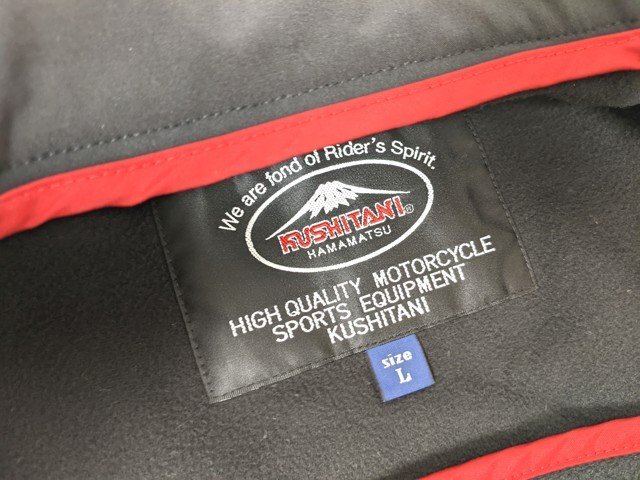 We are fond of Rider's Spirit.
KUSHITANI®
HAMAMATSU
HIGH QUALITY MOTORCYCLE
SPORTS EQUIPMENT
KUSHITANI
size
L